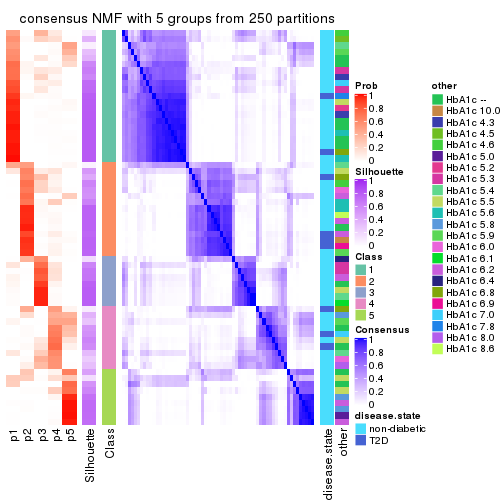 consensus NMF with 5 groups from 250 partitions
p1
p2
p3
p4
p5
Silhouette
Class
disease.state
other
Prob
1
0.8
0.6
0.4
0.2
0
Silhouette
1
0.8
0.6
0.4
0.2
0
Class
1
2
3
4
5
Consensus
1
0.8
0.6
0.4
0.2
0
disease.state
non-diabetic
T2D
other
HbA1c --
HbA1c 10.0
HbA1c 4.3
HbA1c 4.5
HbA1c 4.6
HbA1c 5.0
HbA1c 5.2
HbA1c 5.3
HbA1c 5.4
HbA1c 5.5
HbA1c 5.6
HbA1c 5.8
HbA1c 5.9
HbA1c 6.0
HbA1c 6.1
HbA1c 6.2
HbA1c 6.4
HbA1c 6.8
HbA1c 6.9
HbA1c 7.0
HbA1c 7.8
HbA1c 8.0
HbA1c 8.6